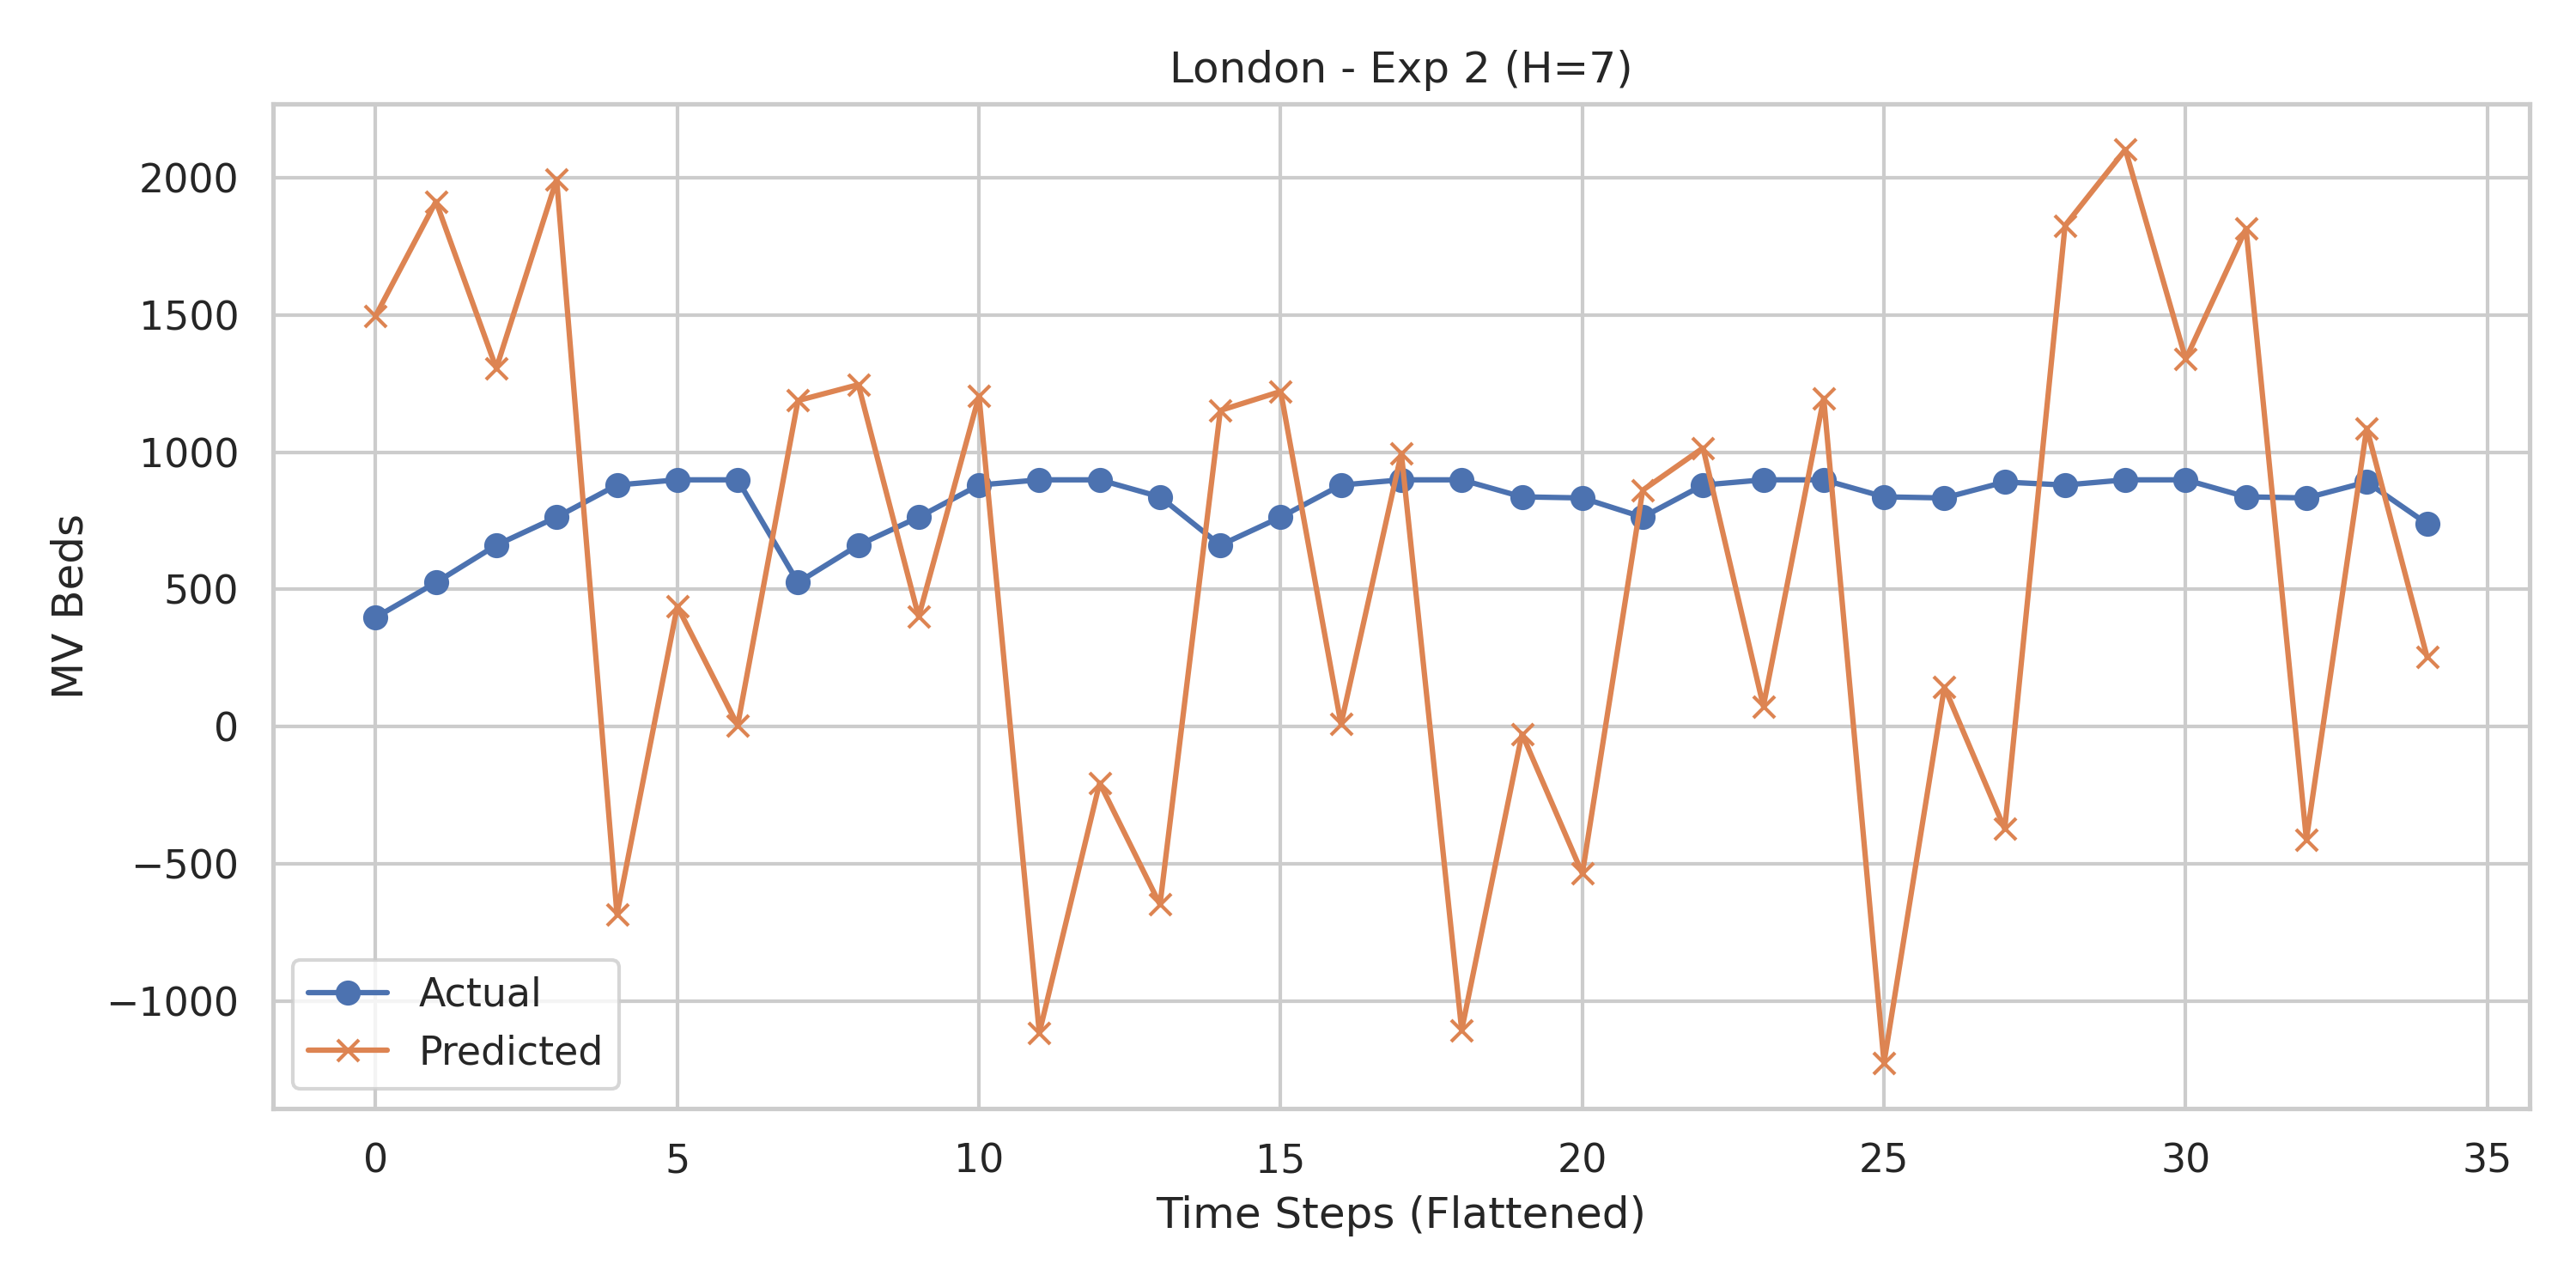 London - Exp 2 (H=7)
MV Beds
2000
1500
1000
500
0
−500
−1000
Actual
Predicted
0 5 10 15 20 25 30 35
Time Steps (Flattened)